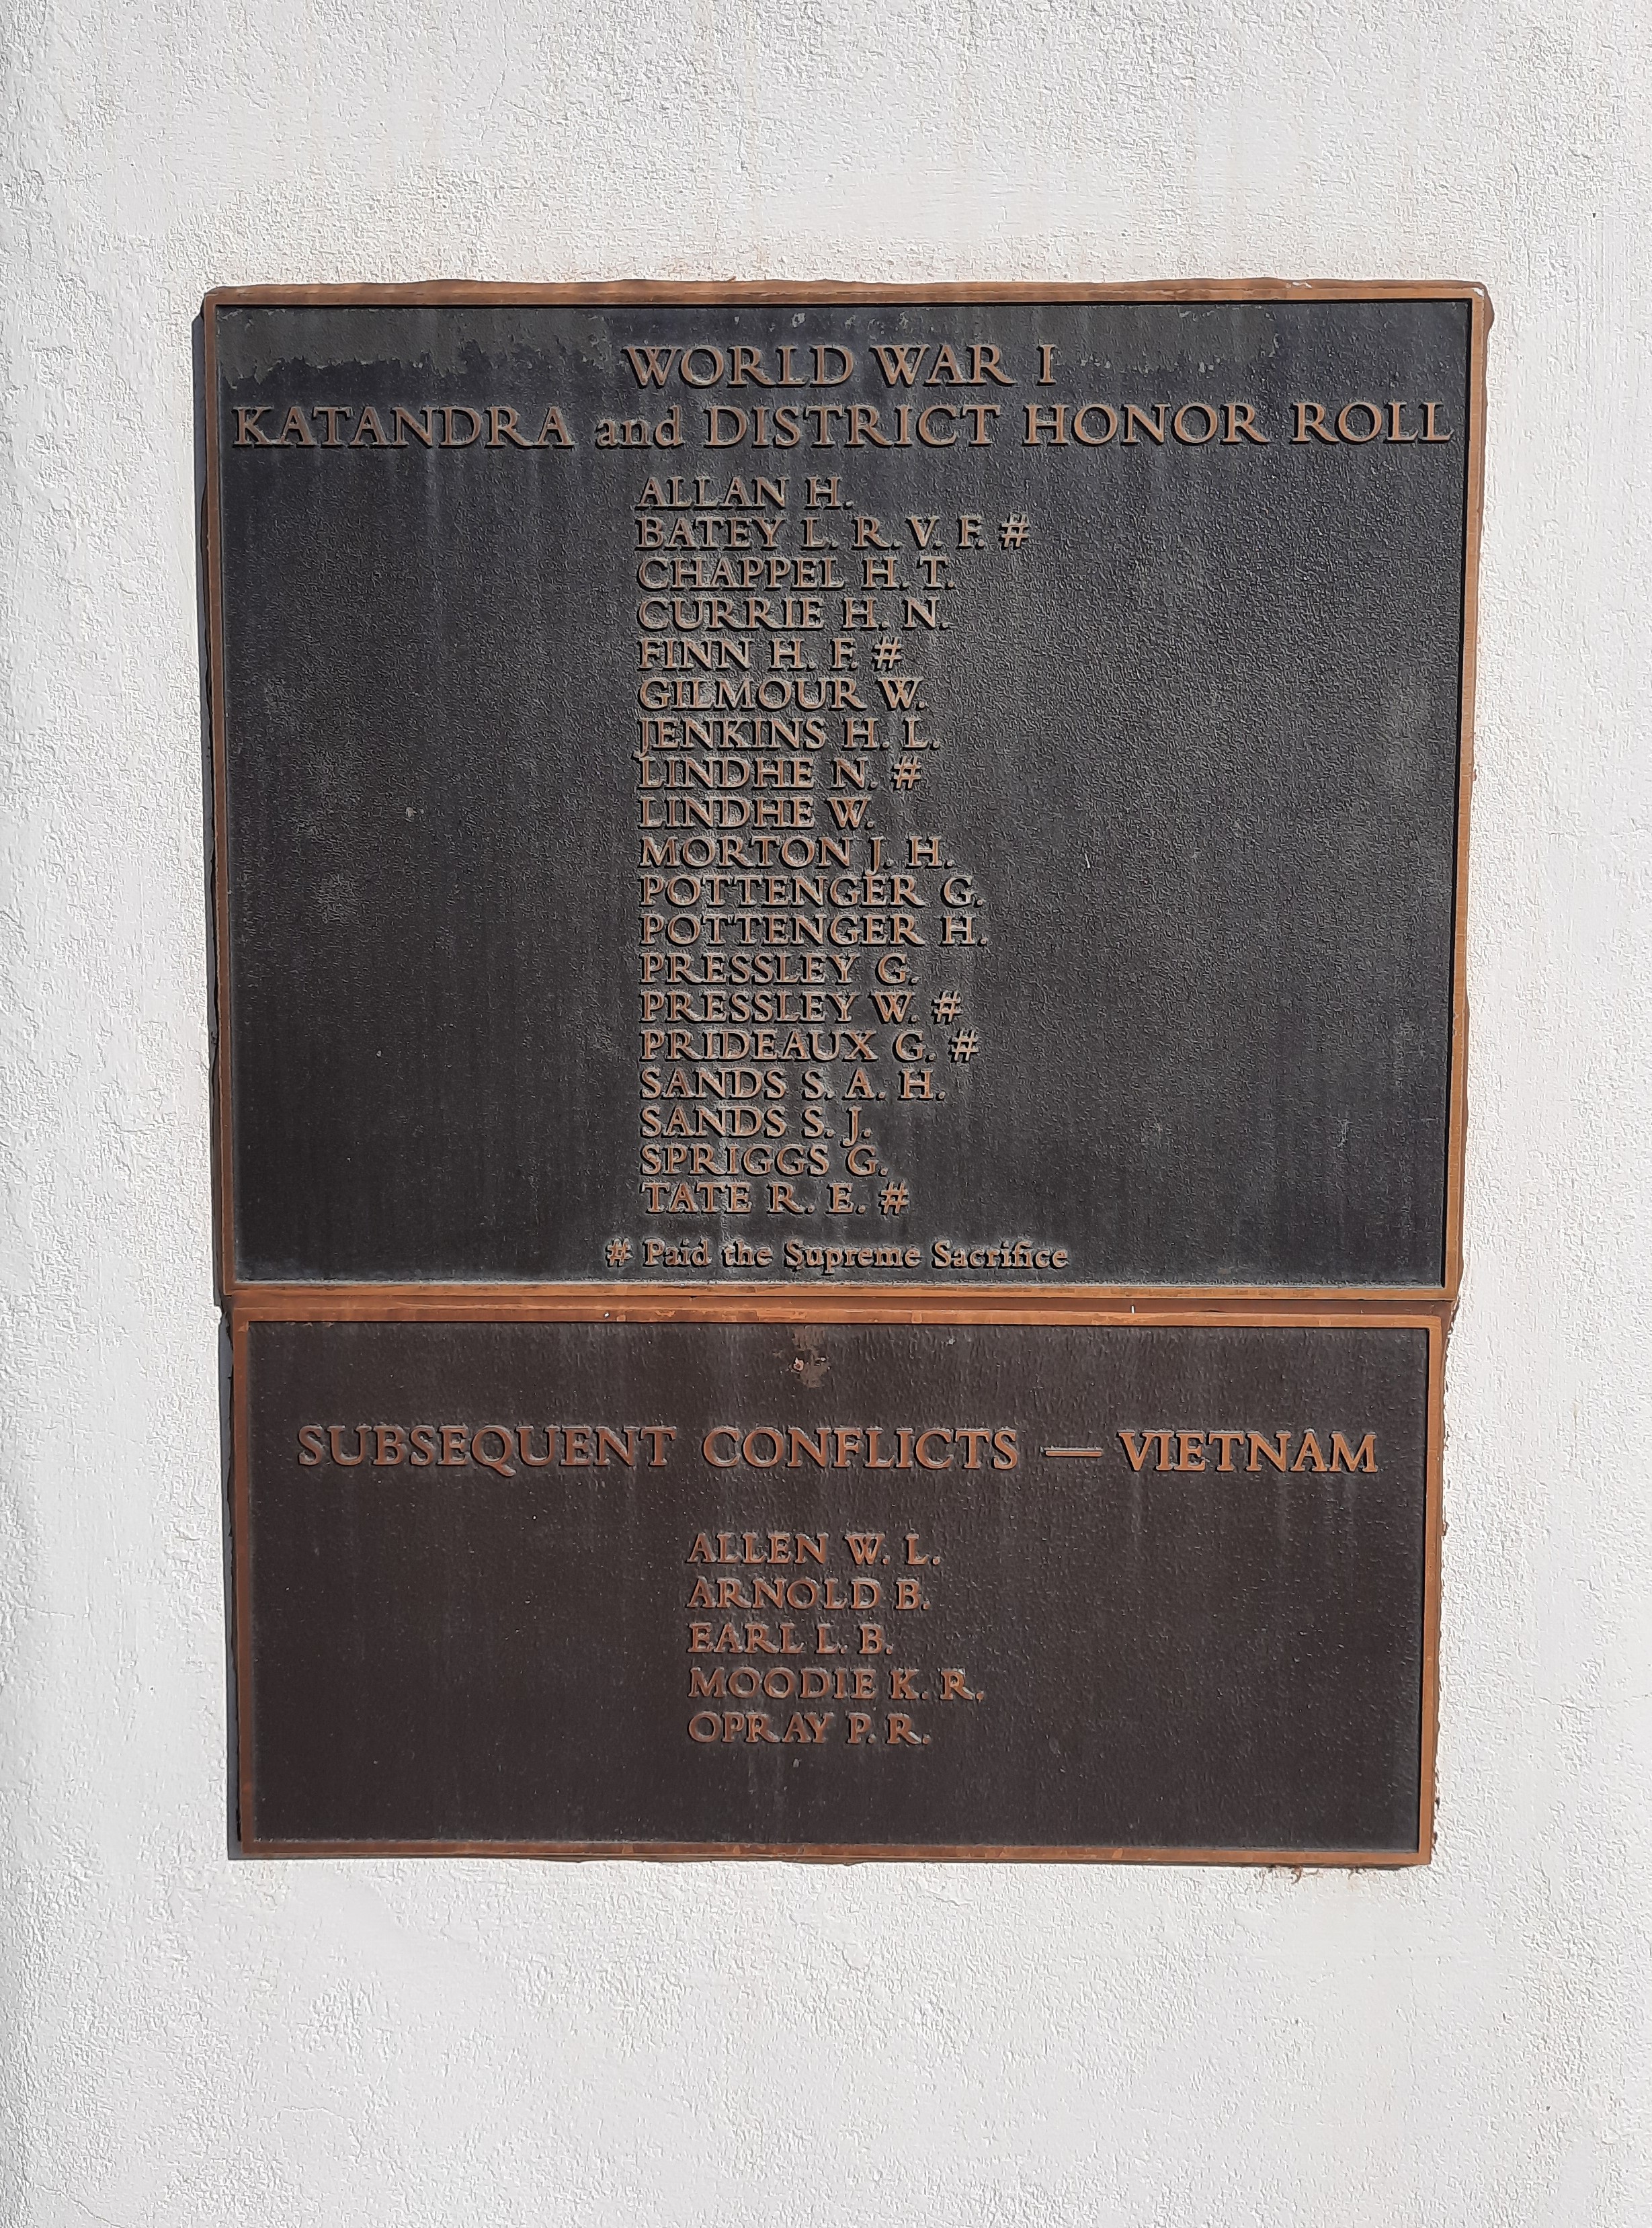 WORLD WAR I
KATANDRA and DISTRICT HONOR ROLL
ALLAN H.
BATEY L. R. V. F. #
CHAPPEL H. T.
CURRIE H. N.
FINN H. F. #
GILMOUR W.
JENKINS H. L.
LINDHE N. #
LINDHE W.
MORTON J. H.
POTTENGER G.
POTTENGER H.
PRESSLEY G.
PRESSLEY W. #
PRIDEAUX G. #
SANDS S. A. H.
SANDS S. J.
SPRIGGS G.
TATE R. E. #
# Paid the Supreme Sacrifice
SUBSEQUENT CONFLICTS — VIETNAM
ALLEN W. L.
ARNOLD B.
EARL L. B.
MOODIE K. R.
OPRAY P. R.